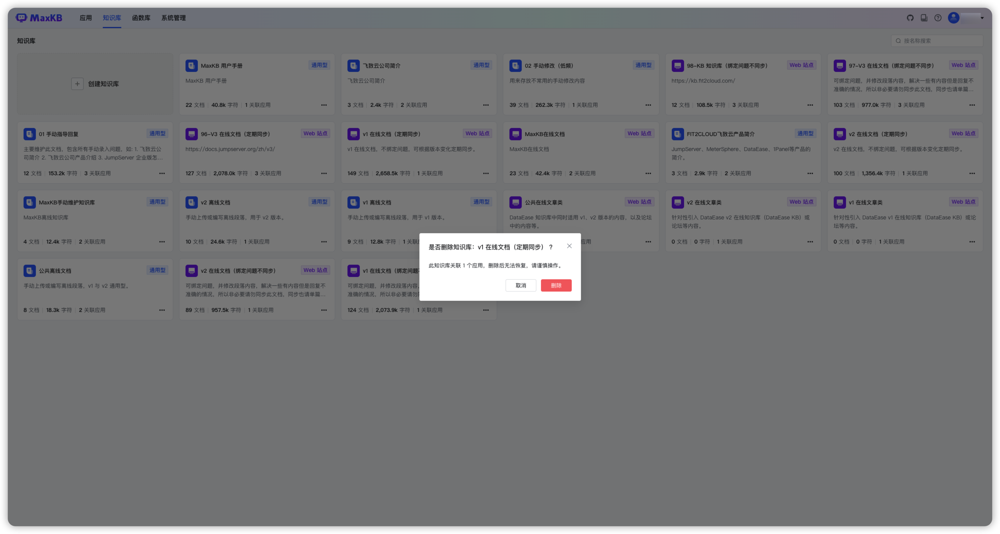 MaxKB
应用
知识库
函数库
系统管理
知识库
按名称搜索
创建知识库
MaxKB 用户手册
通用型
MaxKB 用户手册
22 文档 40.8k 字符 1 关联应用
飞致云公司简介
通用型
飞致云公司简介
3 文档 2.4k 字符 2 关联应用
02 手动修改（低频）
通用型
用来存放不常用的手动修改内容
39 文档 262.3k 字符 1 关联应用
98-KB 知识库（绑定问题不同步）
Web 站点
https://kb.fit2cloud.com/
12 文档 108.5k 字符 3 关联应用
97-V3 在线文档（绑定问题不同步）
Web 站点
可绑定问题，并修改段落内容，解决一些有内容但是回复不
准确的情况，所以非必要请勿同步此文档，同步也请单篇...
103 文档 977.0k 字符 3 关联应用
01 手动指导回复
通用型
主要维护此文档，包含所有手动录入问题，如: 1. 飞致云公
司简介 2. 飞致云公司产品介绍 3. JumpServer 企业版怎...
12 文档 153.2k 字符 3 关联应用
96-V3 在线文档（定期同步）
Web 站点
https://docs.jumpserver.org/zh/v3/
127 文档 2,078.0k 字符 3 关联应用
v1 在线文档（定期同步）
Web 站点
v1 在线文档，不绑定问题，可根据版本变化定期同步。
149 文档 2,658.5k 字符 1 关联应用
MaxKB在线文档
Web 站点
MaxKB在线文档
23 文档 42.4k 字符 2 关联应用
FIT2CLOUD飞致云产品简介
通用型
JumpServer、MeterSphere、DataEase、1Panel等产品的
简介。
3 文档 2.9k 字符 2 关联应用
v2 在线文档（定期同步）
Web 站点
v2 在线文档，不绑定问题，可根据版本变化定期同步。
100 文档 1,356.4k 字符 1 关联应用
MaxKB手动维护知识库
通用型
MaxKB离线知识库
4 文档 12.4k 字符 2 关联应用
v2 离线文档
通用型
手动上传或编写离线段落，用于 v2 版本。
10 文档 24.6k 字符 1 关联应用
v1 离线文档
通用型
手动上传或编写离线段落，用于 v1 版本。
9 文档 12.8k 字符 1 关联
公共在线文章类
Web 站点
DataEase 知识库中同时适用 v1、v2 版本的内容，以及论坛
中的内容等。
应用
v2 在线文章类
Web 站点
针对性引入 DataEase v2 在线知识库（DataEase KB）或
论坛等内容。
0 文档 0 字符 1 关联应用
v1 在线文章类
Web 站点
针对性引入 DataEase v1 在线知识库（DataEase KB）或论
坛等内容。
0 文档 0 字符 1 关联应用
公共离线文档
通用型
手动上传或编写离线段落，v1 与 v2 通用型。
8 文档 18.3k 字符 2 关联应用
v2 在线文档（绑定问题不同步）
Web 站点
可绑定问题，并修改段落内容，解决一些有内容但是回复不
准确的情况，所以非必要请勿同步此文档，同步也请单篇...
89 文档 957.5k 字符 1 关联应用
v1 在线文档（绑定问题
可绑定问题，并修改段落内容，
准确的情况，所以非必要请勿
124 文档 2,073.9k 字符 1 关联应用
是否删除知识库：v1 在线文档（定期同步） ?
此知识库关联 1 个应用，删除后无法恢复，请谨慎操作。
取消
删除